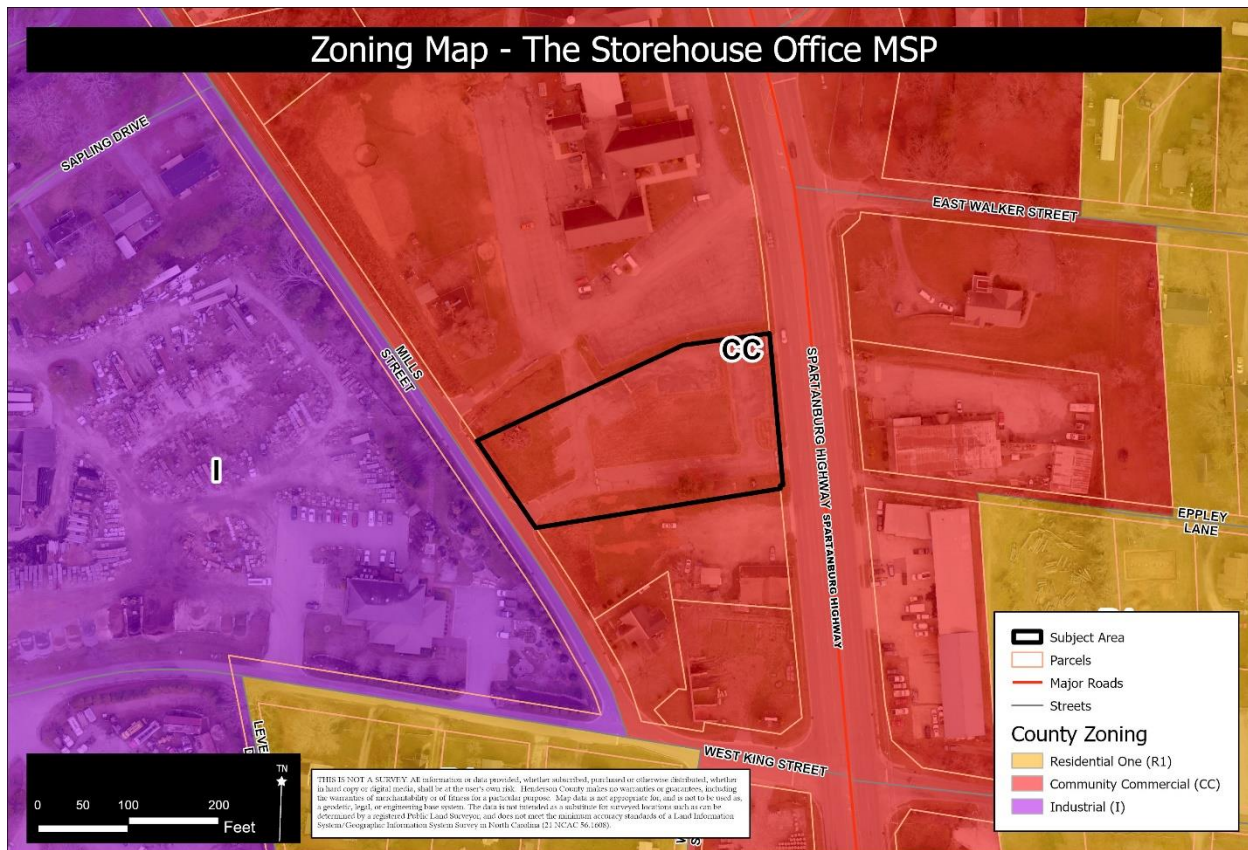 Zoning Map - The Storehouse Office MSP
SAPLING DRIVE
EAST WALKER STREET
MILLS
STREET
CC
SPARTANBURG HIGHWAY
SPARTANBURG HIGHWAY
I
EPPLEY
LANE
WEST KING STREET
LEVE
Subject Area
Parcels
Major Roads
Streets
County Zoning
Residential One (R1)
Community Commercial (CC)
Industrial (I)
TN
0 50 100 200
Feet
THIS IS NOT A SURVEY. All information or data provided, whether subscribed, purchased or otherwise distributed, whether
in hard copy or digital media, shall be at the user's own risk. Henderson County makes no warranties or guarantees, including
the warranties of merchantability or of fitness for a particular purpose. Map data is not appropriate for, and is not to be used as,
a geodetic, legal, or engineering base system. The data is not intended as a substitute for surveyed locations such as can be
determined by a registered Public Land Surveyor, and does not meet the minimum accuracy standards of a Land Information
System/Geographic Information System Survey in North Carolina (21 NCAC 56.1608).